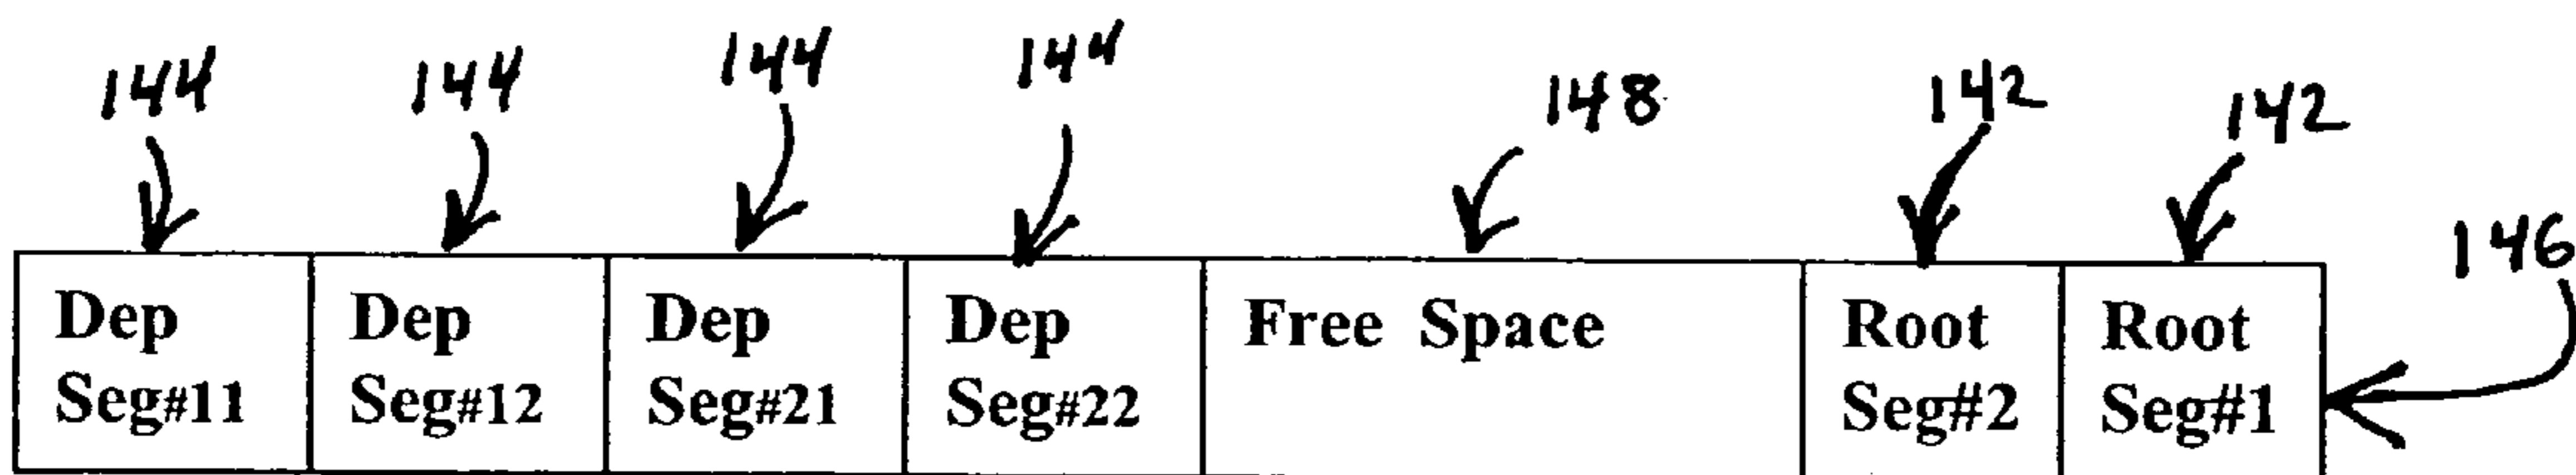 144 144 144 144 148 142 142
146
Dep Dep Dep Dep Free Space Root Root
Seg#11 Seg#12 Seg#21 Seg#22 Seg#2 Seg#1